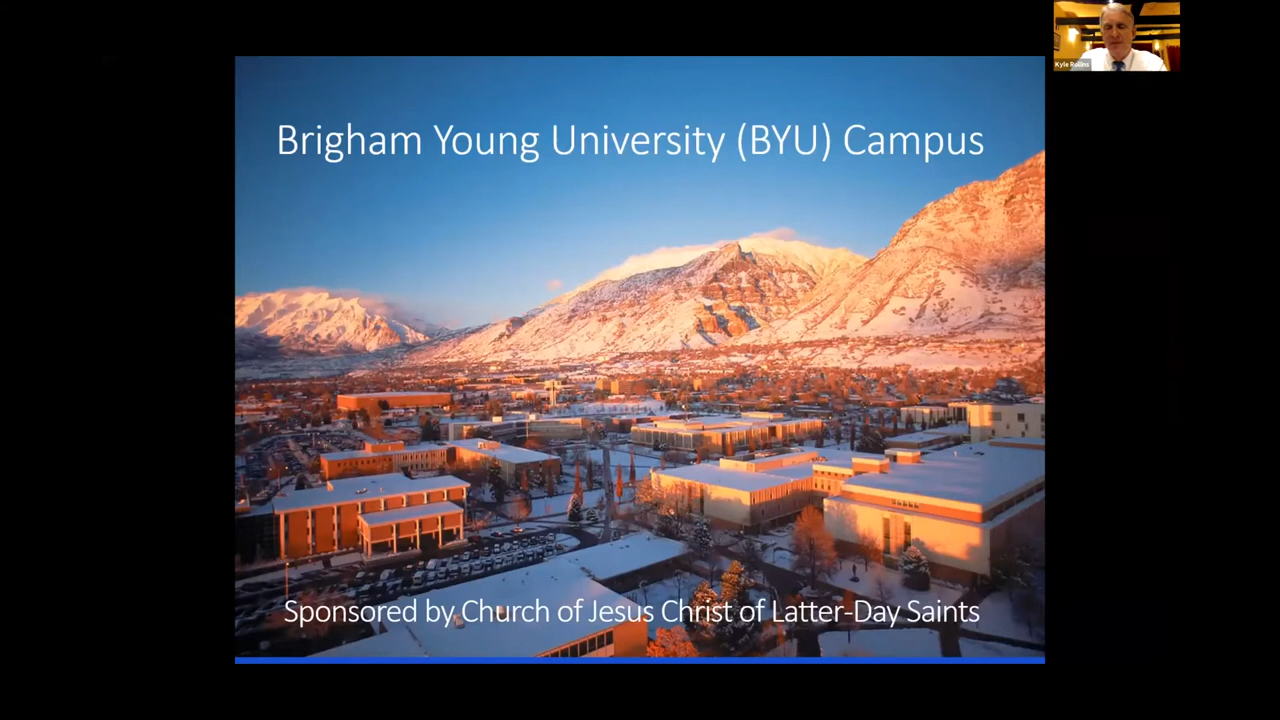 Kyle Rollins
Brigham Young University (BYU) Campus
Sponsored by Church of Jesus Christ of Latter-Day Saints